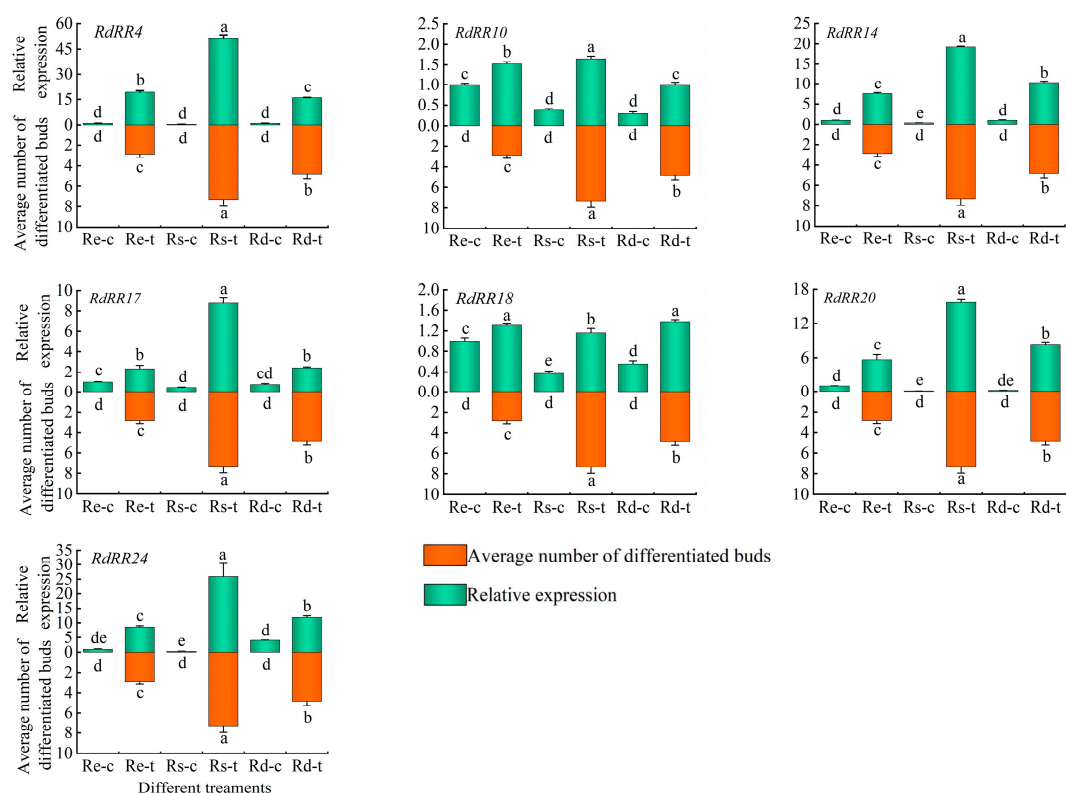 RdRR4
Relative
expression
Average number of
differentiated buds
60
45
30
15
0
2
4
6
8
10
d b d a d c
d c d a d b
Re-c Re-t Rs-c Rs-t Rd-c Rd-t
RdRR10
2.5
2.0
1.5
1.0
0.5
0.0
2
4
6
8
10
c b d a d c
d c d a d b
Re-c Re-t Rs-c Rs-t Rd-c Rd-t
RdRR14
25
20
15
10
5
0
2
4
6
25
10
d c e a d b
d c d a d b
Re-c Re-t Rs-c Rs-t Rd-c Rd-t
RdRR17
Relative
expression
Average number of
differentiated buds
10
8
6
4
2
0
2
4
6
8
10
c b d a cd b
d c d a d b
Re-c Re-t Rs-c Rs-t Rd-c Rd-t
RdRR18
2.0
1.6
1.2
0.8
0.4
0.0
2
4
6
8
10
c a e b d a
d c d a d b
Re-c Re-t Rs-c Rs-t Rd-c Rd-t
RdRR20
18
12
6
0
2
4
6
8
10
d c e a de b
d c d a d b
Re-c Re-t Rs-c Rs-t Rd-c Rd-t
RdRR24
Relative
expression
Average number of
differentiated buds
35
30
25
20
15
10
5
0
2
4
6
8
10
de c e a d b
d c d a d b
Re-c Re-t Rs-c Rs-t Rd-c Rd-t
Different treaments
Average number of differentiated buds
Relative expression